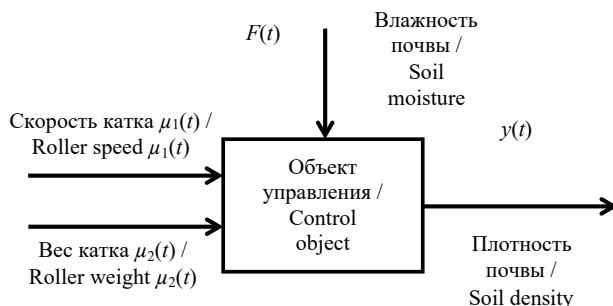 F(t)
Влажность
почвы /
Soil
moisture
y(t)
Скорость катка μ₁(t) /
Roller speed μ₁(t)
Объект
управления /
Control
object
Вес катка μ₂(t) /
Roller weight μ₂(t)
Плотность
почвы /
Soil density